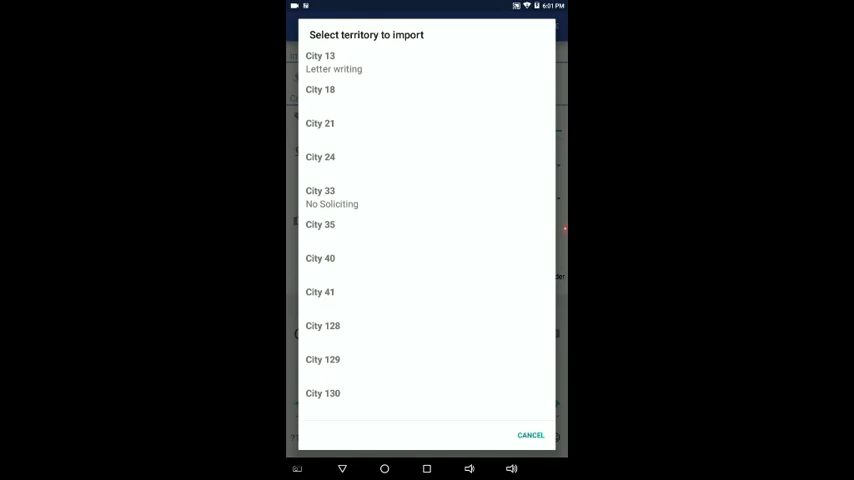 6:01 PM
Select territory to import
City 13
Letter writing
City 18
City 21
City 24
City 33
No Soliciting
City 35
City 40
City 41
der
City 128
City 129
City 130
CANCEL